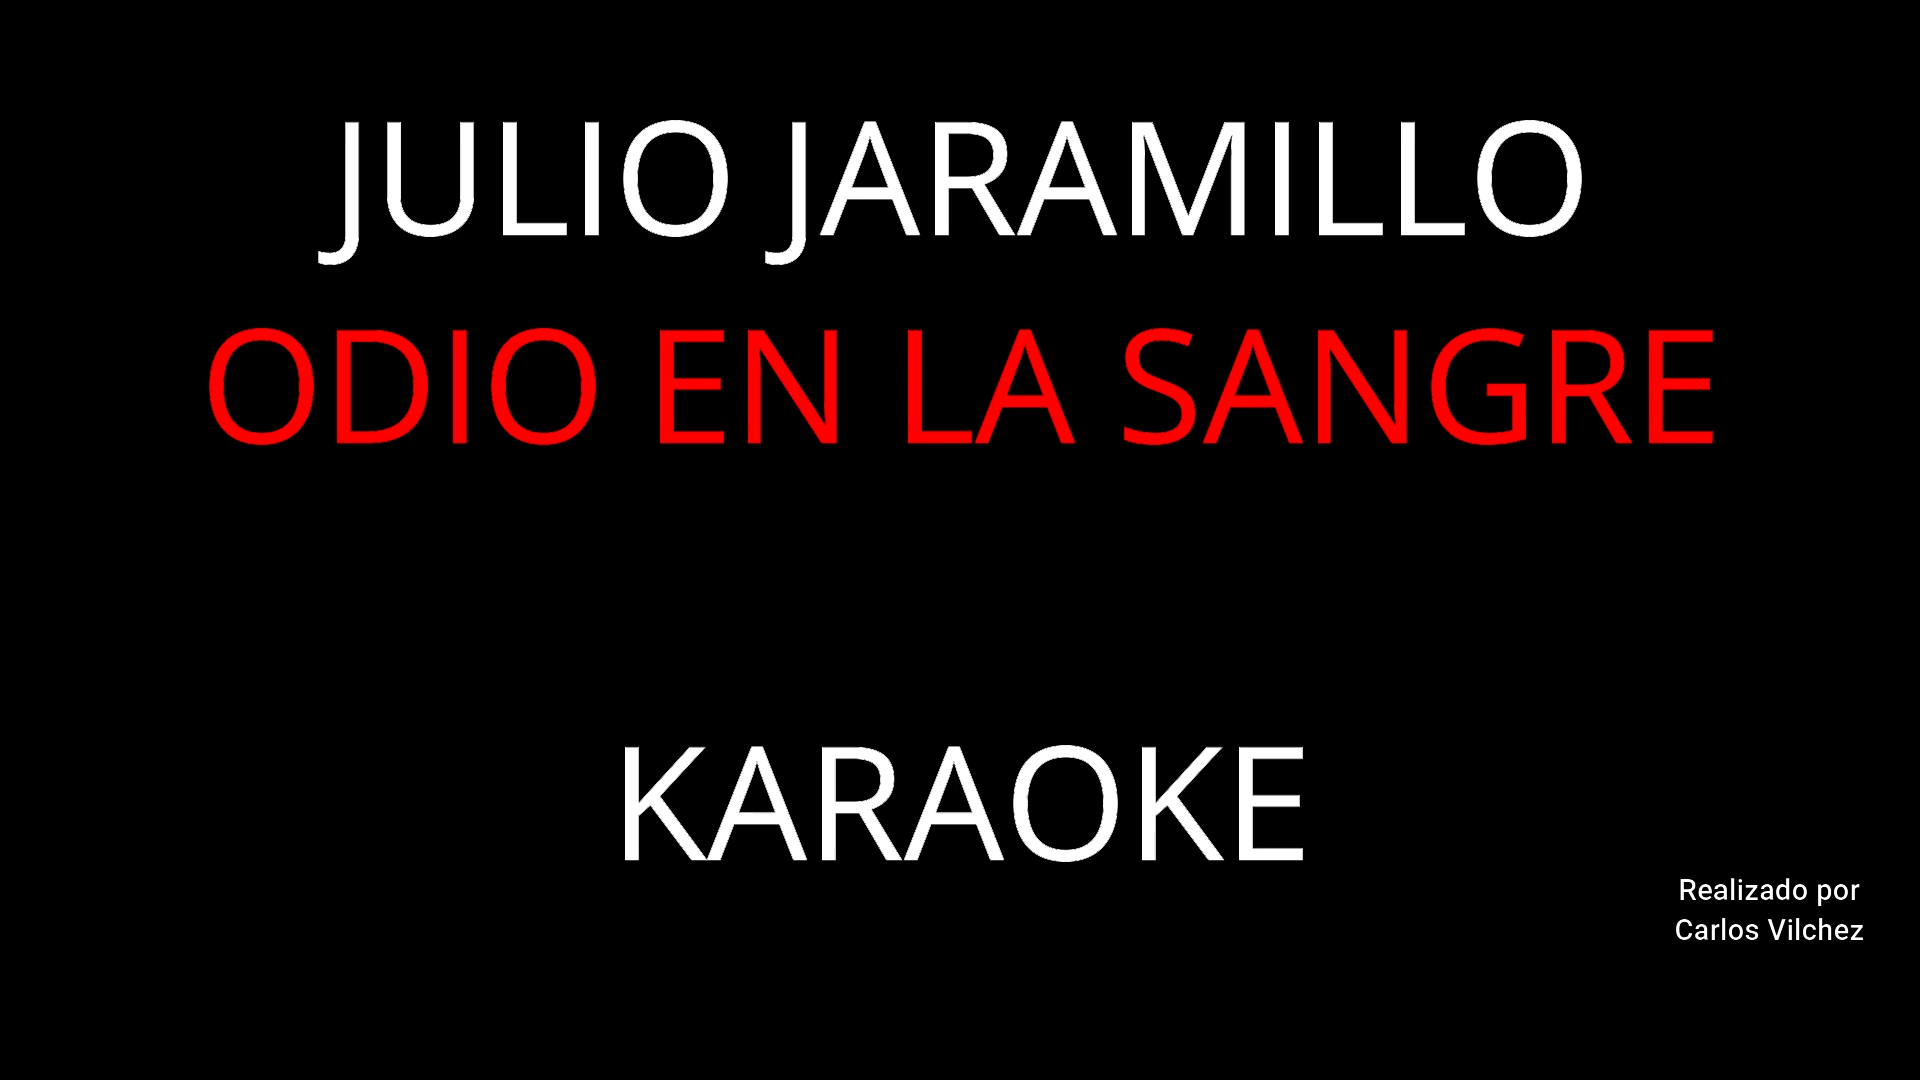 JULIO JARAMILLO
ODIO EN LA SANGRE
KARAOKE
Realizado por
Carlos Vilchez